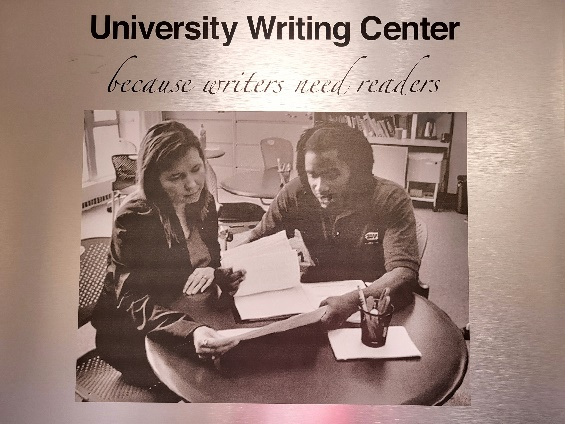 University Writing Center
because writers need readers